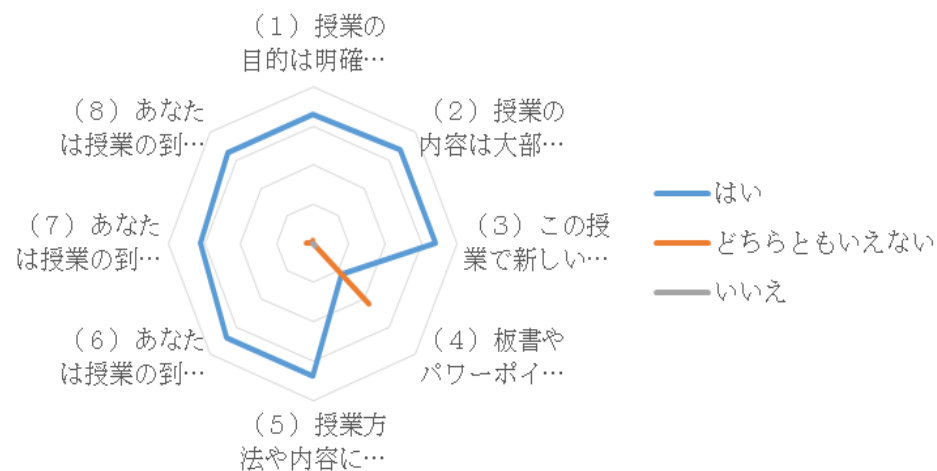 （1）授業の
目的は明確…
（2）授業の
内容は大部…
（3）この授
業で新しい…
（4）板書や
パワーポイ…
（5）授業方
法や内容に…
（6）あなた
は授業の到…
（7）あなた
は授業の到…
（8）あなた
は授業の到…
はい
どちらともいえない
いいえ